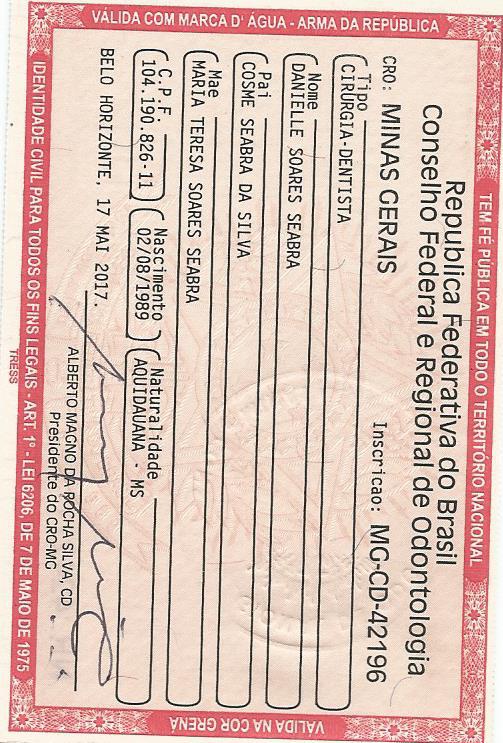 TEM FÉ PÚBLICA EM TODO O TERRITÓRIO NACIONAL
VÁLIDA COM MARCA D' ÁGUA - ARMA DA REPÚBLICA
Republica Federativa do Brasil
Conselho Federal e Regional de Odontologia
CRO: MINAS GERAIS Inscricao: MG-CD-42196
Tipo
CIRURGIA-DENTISTA
Nome
DANIELLE SOARES SEABRA
Pai
COSME SEABRA DA SILVA
Mae
MARIA TERESA SOARES SEABRA
C.P.F. Nascimento Naturalidade
104.190.826-11 02/08/1989 AQUIDAUANA - MS
BELO HORIZONTE, 17 MAI 2017.
ALBERTO MAGNO DA ROCHA SILVA, CD
Presidente do CRO-MG
VÁLIDA NA COR GRENÁ
IDENTIDADE CIVIL PARA TODOS OS FINS LEGAIS - ART. 1º - LEI 6206, DE 7 DE MAIO DE 1975
TRESS